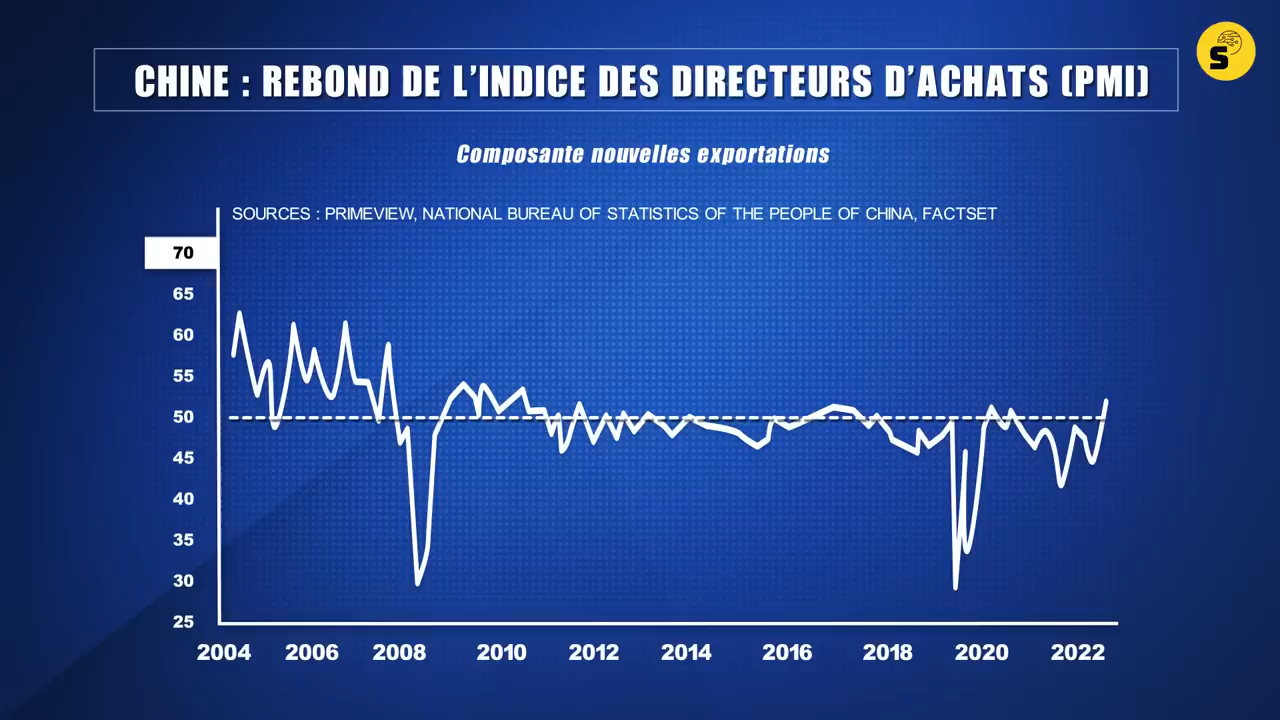 S
CHINE : REBOND DE L'INDICE DES DIRECTEURS D'ACHATS (PMI)
Composante nouvelles exportations
SOURCES : PRIMEVIEW, NATIONAL BUREAU OF STATISTICS OF THE PEOPLE OF CHINA, FACTSET
70
65
60
55
50
45
40
35
30
25
2004 2006 2008 2010 2012 2014 2016 2018 2020 2022